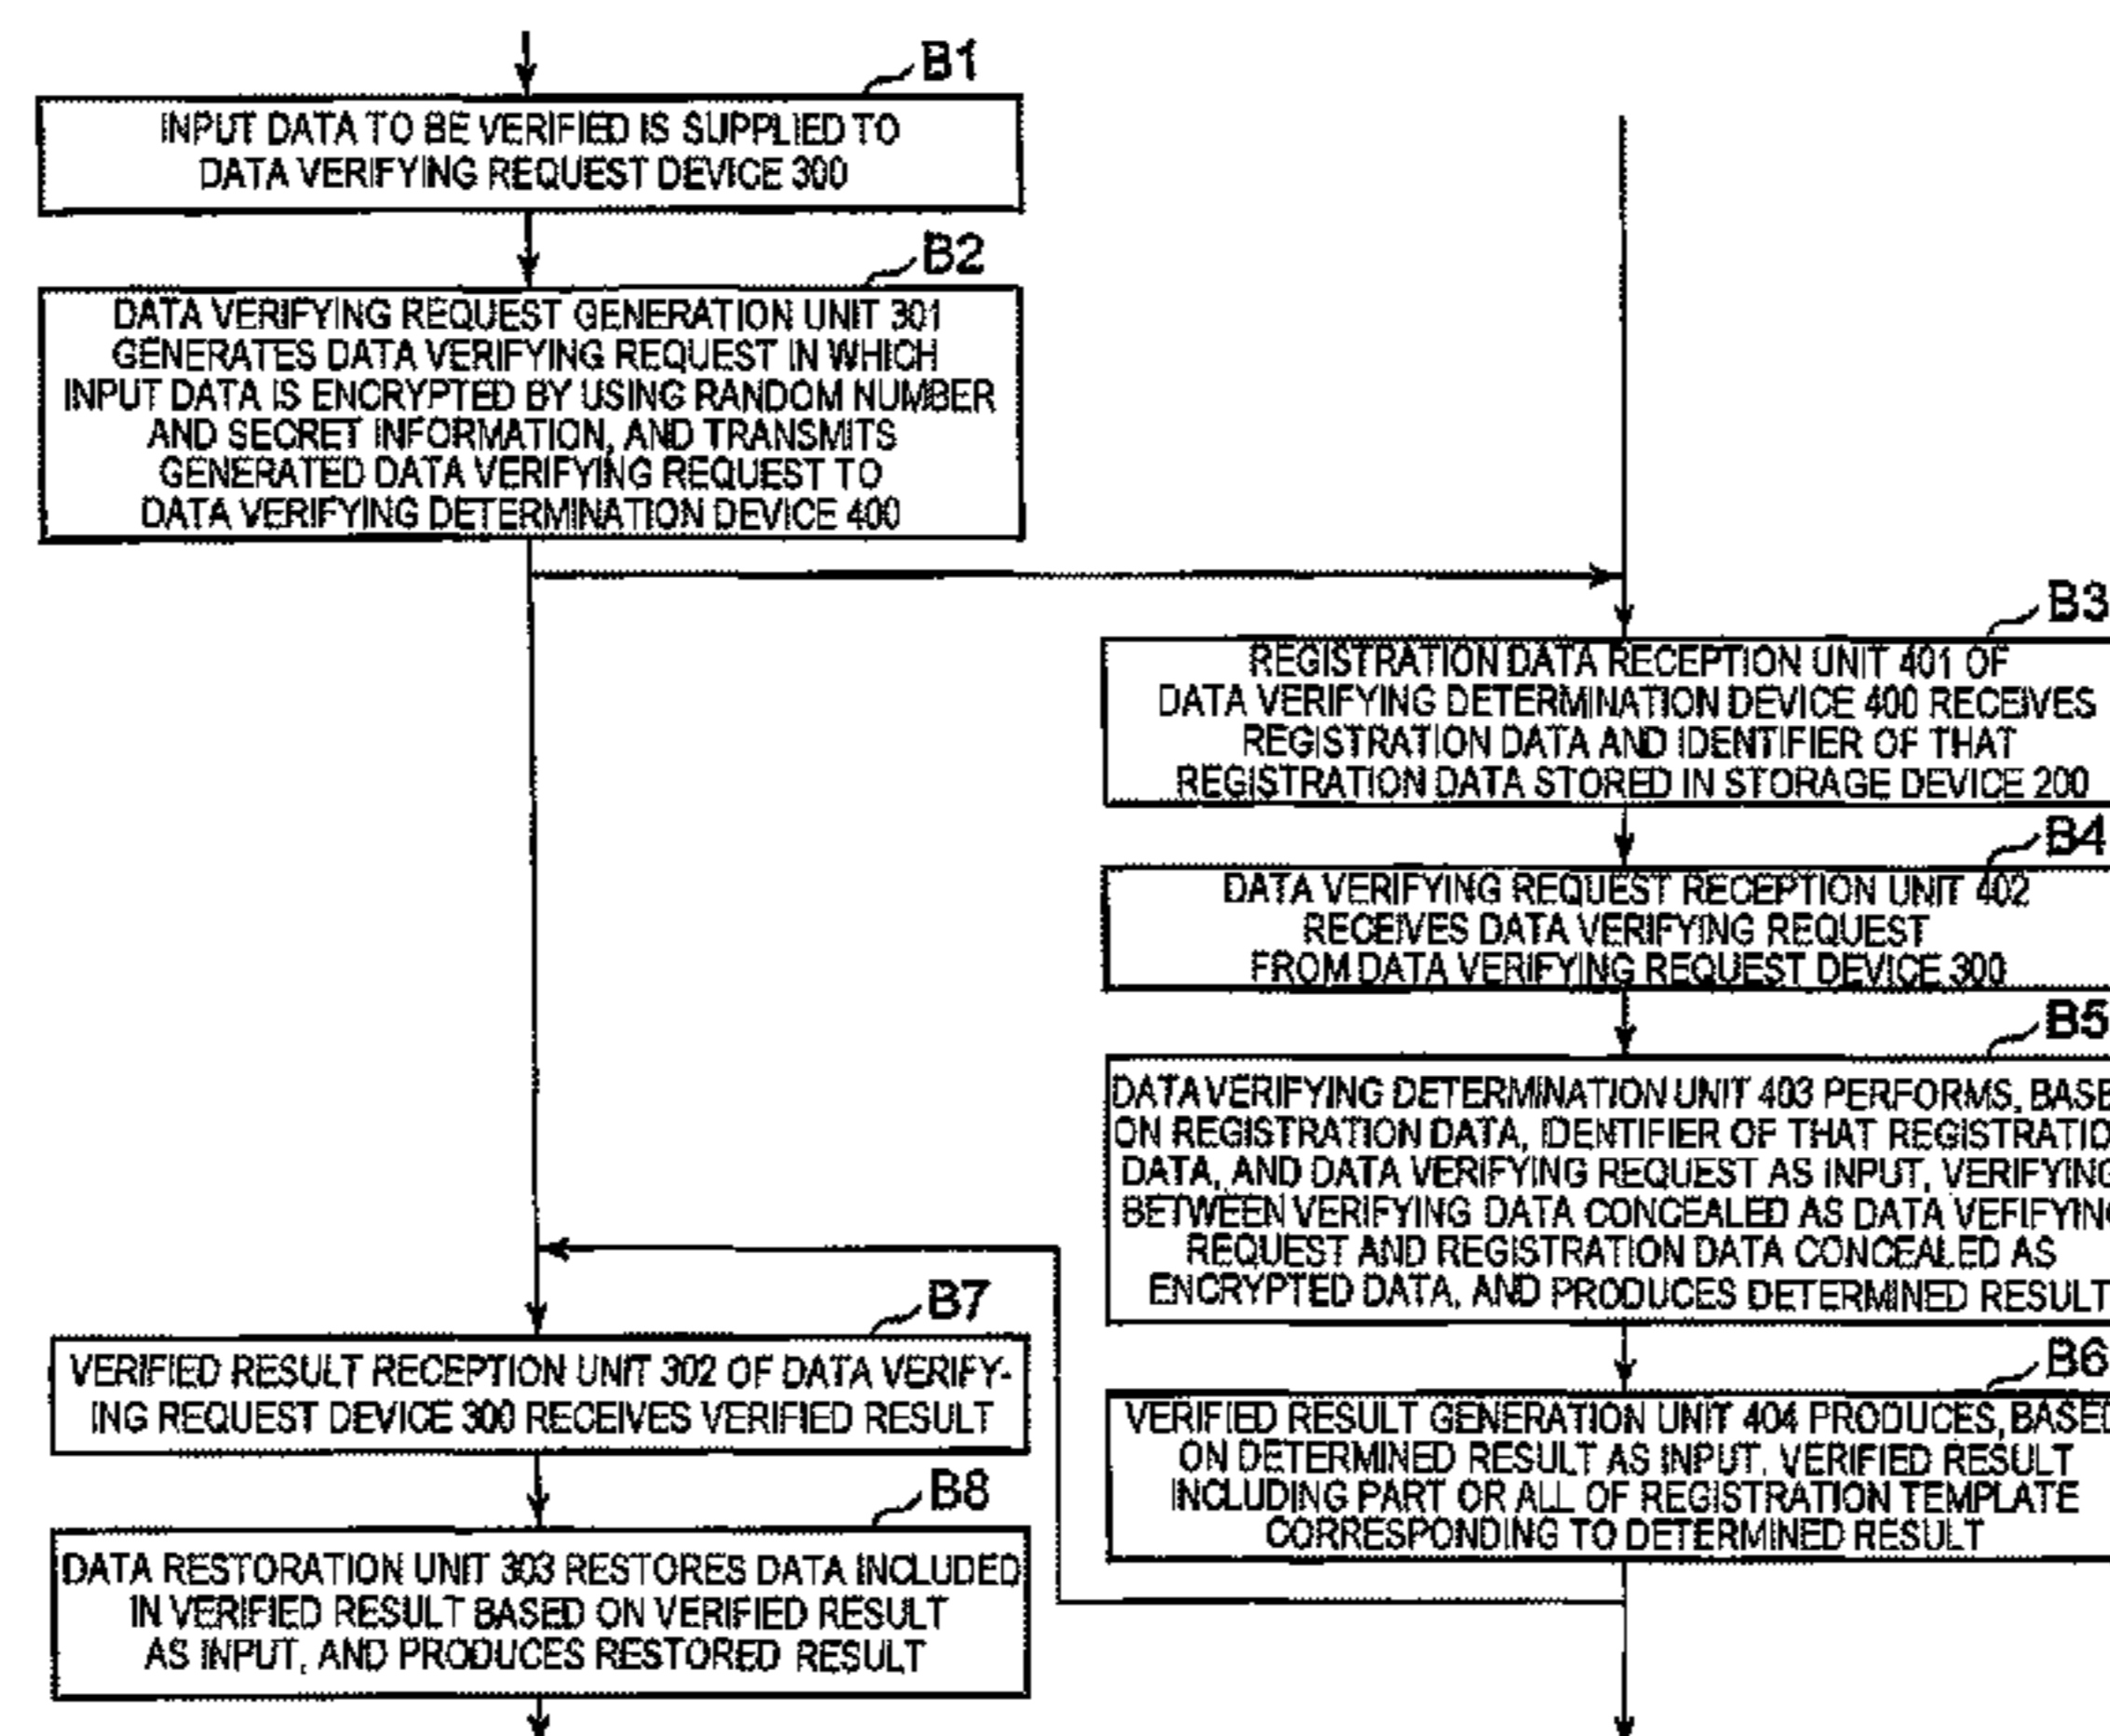 B1
INPUT DATA TO BE VERIFIED IS SUPPLIED TO
DATA VERIFYING REQUEST DEVICE 300
B2
DATA VERIFYING REQUEST GENERATION UNIT 301
GENERATES DATA VERIFYING REQUEST IN WHICH
INPUT DATA IS ENCRYPTED BY USING RANDOM NUMBER
AND SECRET INFORMATION, AND TRANSMITS
GENERATED DATA VERIFYING REQUEST TO
DATA VERIFYING DETERMINATION DEVICE 400
B3
REGISTRATION DATA RECEPTION UNIT 401 OF
DATA VERIFYING DETERMINATION DEVICE 400 RECEIVES
REGISTRATION DATA AND IDENTIFIER OF THAT
REGISTRATION DATA STORED IN STORAGE DEVICE 200
B4
DATA VERIFYING REQUEST RECEPTION UNIT 402
RECEIVES DATA VERIFYING REQUEST
FROM DATA VERIFYING REQUEST DEVICE 300
B5
DATA VERIFYING DETERMINATION UNIT 403 PERFORMS, BASE
ON REGISTRATION DATA, IDENTIFIER OF THAT REGISTRATIO
DATA, AND DATA VERIFYING REQUEST AS INPUT, VERIFYING
BETWEEN VERIFYING DATA CONCEALED AS DATA VEFIFYING
REQUEST AND REGISTRATION DATA CONCEALED AS
ENCRYPTED DATA, AND PRODUCES DETERMINED RESULT
B6
VERIFIED RESULT GENERATION UNIT 404 PRODUCES, BASED
ON DETERMINED RESULT AS INPUT, VERIFIED RESULT
INCLUDING PART OR ALL OF REGISTRATION TEMPLATE
CORRESPONDING TO DETERMINED RESULT
B7
VERIFIED RESULT RECEPTION UNIT 302 OF DATA VERIFY-
ING REQUEST DEVICE 300 RECEIVES VERIFIED RESULT
B8
DATA RESTORATION UNIT 303 RESTORES DATA INCLUDED
IN VERIFIED RESULT BASED ON VERIFIED RESULT
AS INPUT, AND PRODUCES RESTORED RESULT